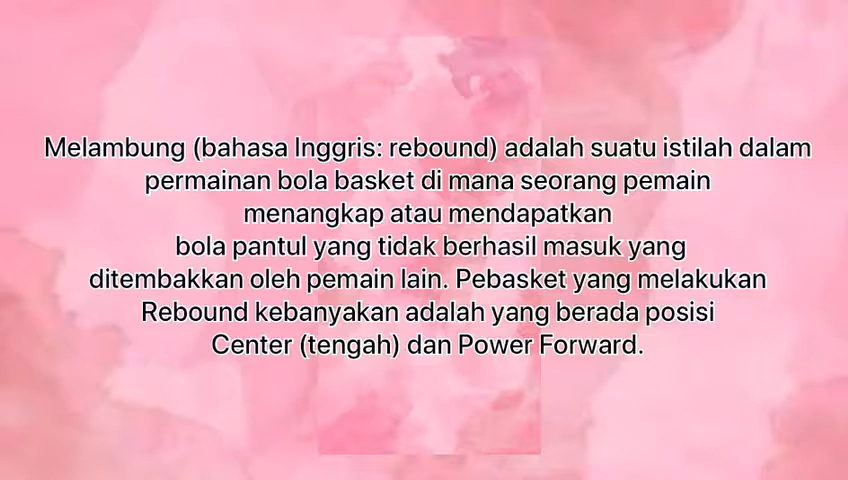 Melambung (bahasa Inggris: rebound) adalah suatu istilah dalam
permainan bola basket di mana seorang pemain
menangkap atau mendapatkan
bola pantul yang tidak berhasil masuk yang
ditembakkan oleh pemain lain. Pebasket yang melakukan
Rebound kebanyakan adalah yang berada posisi
Center (tengah) dan Power Forward.